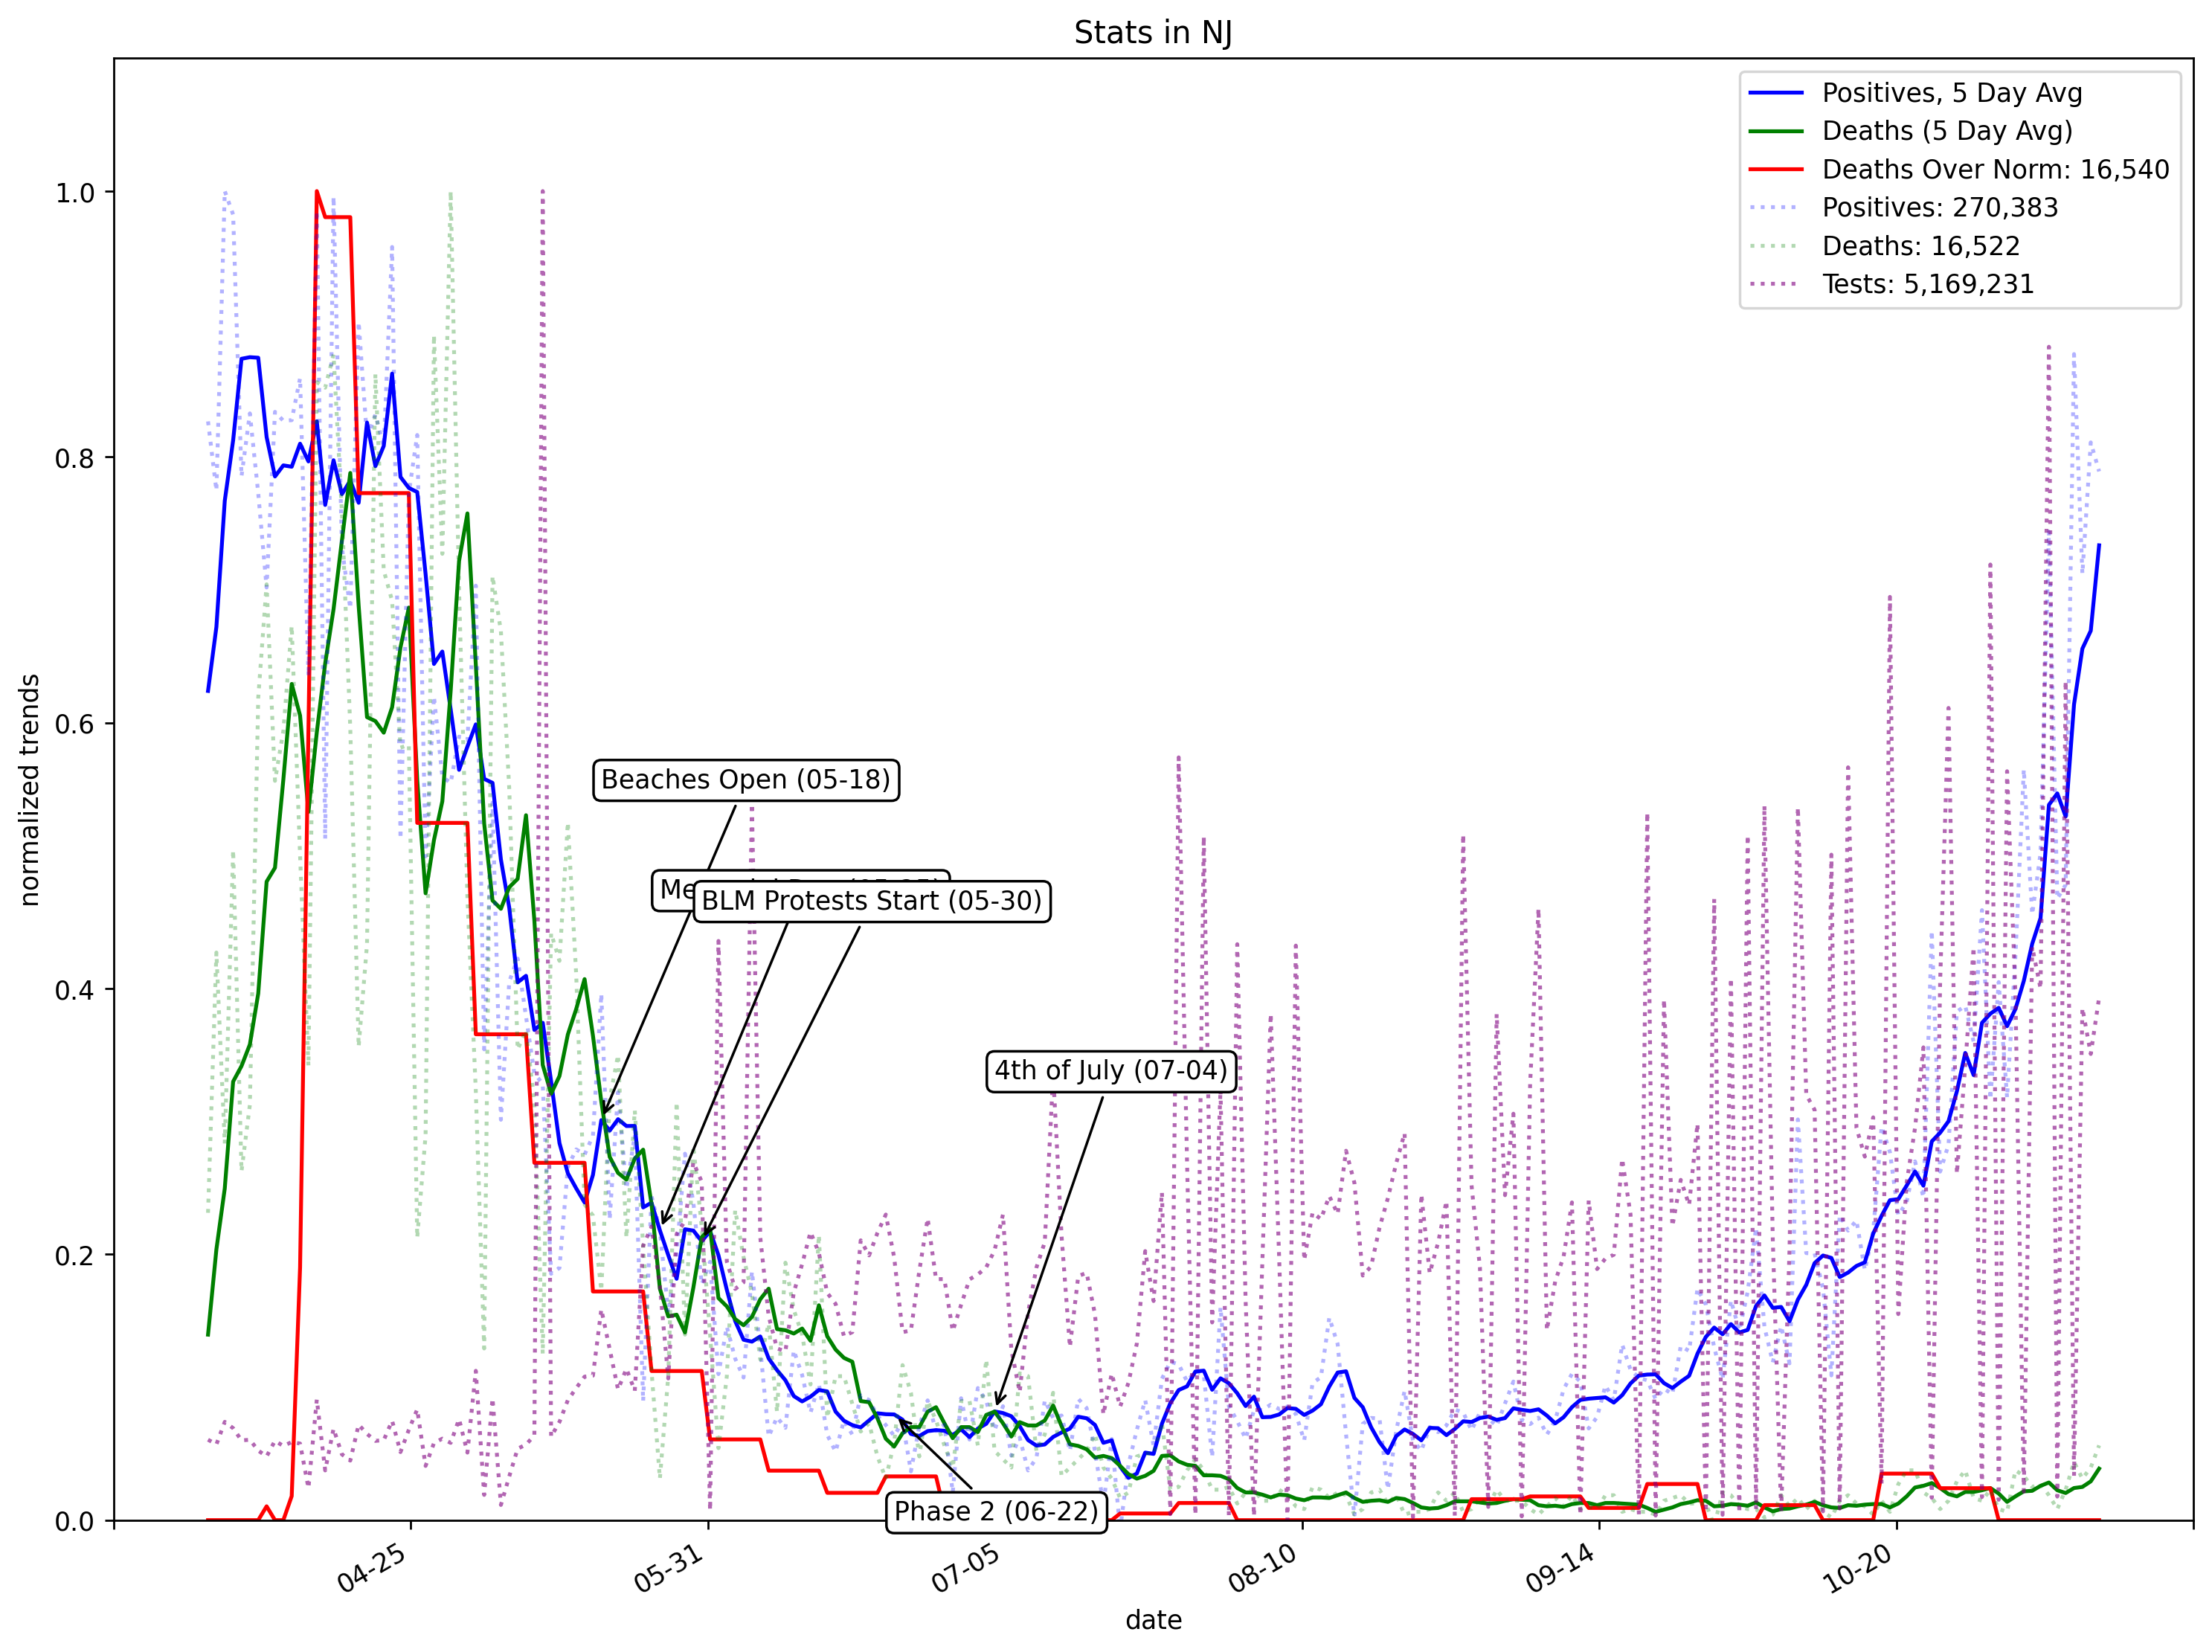 Stats in NJ
Positives, 5 Day Avg
Deaths (5 Day Avg)
Deaths Over Norm: 16,540
Positives: 270,383
Deaths: 16,522
Tests: 5,169,231
normalized trends
1.0
0.8
0.6
0.4
0.2
0.0
Beaches Open (05-18)
BLM Protests Start (05-30)
4th of July (07-04)
Phase 2 (06-22)
04-25
05-31
07-05
08-10
09-14
10-20
date